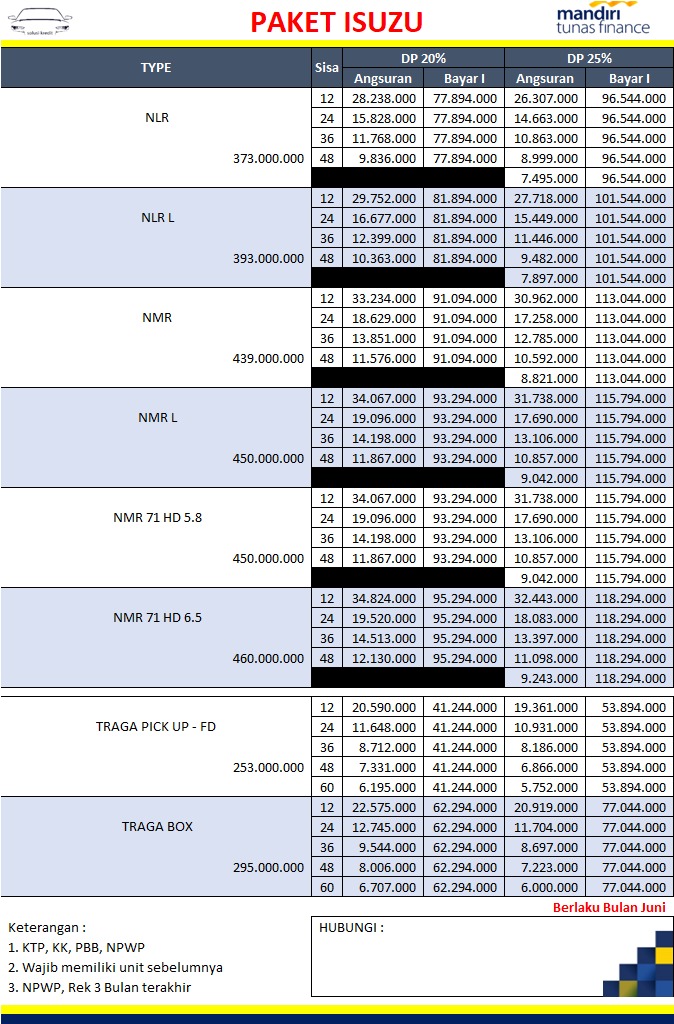 solusi kredit
PAKET ISUZU
mandiri
tunas finance
TYPE Sisa DP 20% DP 25%
Angsuran Bayar I Angsuran Bayar I
12 28.238.000 77.894.000 26.307.000 96.544.000
NLR 24 15.828.000 77.894.000 14.663.000 96.544.000
36 11.768.000 77.894.000 10.863.000 96.544.000
373.000.000 48 9.836.000 77.894.000 8.999.000 96.544.000
7.495.000 96.544.000
12 29.752.000 81.894.000 27.718.000 101.544.000
NLR L 24 16.677.000 81.894.000 15.449.000 101.544.000
36 12.399.000 81.894.000 11.446.000 101.544.000
393.000.000 48 10.363.000 81.894.000 9.482.000 101.544.000
7.897.000 101.544.000
12 33.234.000 91.094.000 30.962.000 113.044.000
NMR 24 18.629.000 91.094.000 17.258.000 113.044.000
36 13.851.000 91.094.000 12.785.000 113.044.000
439.000.000 48 11.576.000 91.094.000 10.592.000 113.044.000
8.821.000 113.044.000
12 34.067.000 93.294.000 31.738.000 115.794.000
NMR L 24 19.096.000 93.294.000 17.690.000 115.794.000
36 14.198.000 93.294.000 13.106.000 115.794.000
450.000.000 48 11.867.000 93.294.000 10.857.000 115.794.000
9.042.000 115.794.000
12 34.067.000 93.294.000 31.738.000 115.794.000
NMR 71 HD 5.8 24 19.096.000 93.294.000 17.690.000 115.794.000
36 14.198.000 93.294.000 13.106.000 115.794.000
450.000.000 48 11.867.000 93.294.000 10.857.000 115.794.000
9.042.000 115.794.000
12 34.824.000 95.294.000 32.443.000 118.294.000
NMR 71 HD 6.5 24 19.520.000 95.294.000 18.083.000 118.294.000
36 14.513.000 95.294.000 13.397.000 118.294.000
460.000.000 48 12.130.000 95.294.000 11.098.000 118.294.000
9.243.000 118.294.000
12 20.590.000 41.244.000 19.361.000 53.894.000
TRAGA PICK UP - FD 24 11.648.000 41.244.000 10.931.000 53.894.000
36 8.712.000 41.244.000 8.186.000 53.894.000
253.000.000 48 7.331.000 41.244.000 6.866.000 53.894.000
60 6.195.000 41.244.000 5.752.000 53.894.000
12 22.575.000 62.294.000 20.919.000 77.044.000
TRAGA BOX 24 12.745.000 62.294.000 11.704.000 77.044.000
36 9.544.000 62.294.000 8.697.000 77.044.000
295.000.000 48 8.006.000 62.294.000 7.223.000 77.044.000
60 6.707.000 62.294.000 6.000.000 77.044.000
Berlaku Bulan Juni
Keterangan :
1. KTP, KK, PBB, NPWP
2. Wajib memiliki unit sebelumnya
3. NPWP, Rek 3 Bulan terakhir
HUBUNGI :